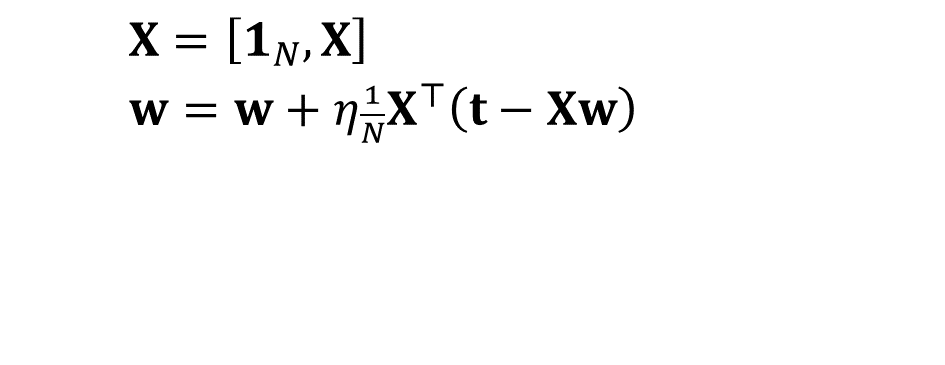 𝐗 = [𝟏_N, 𝐗]
𝐰 = 𝐰 + η 1/N 𝐗^⊤(𝐭 − 𝐗𝐰)